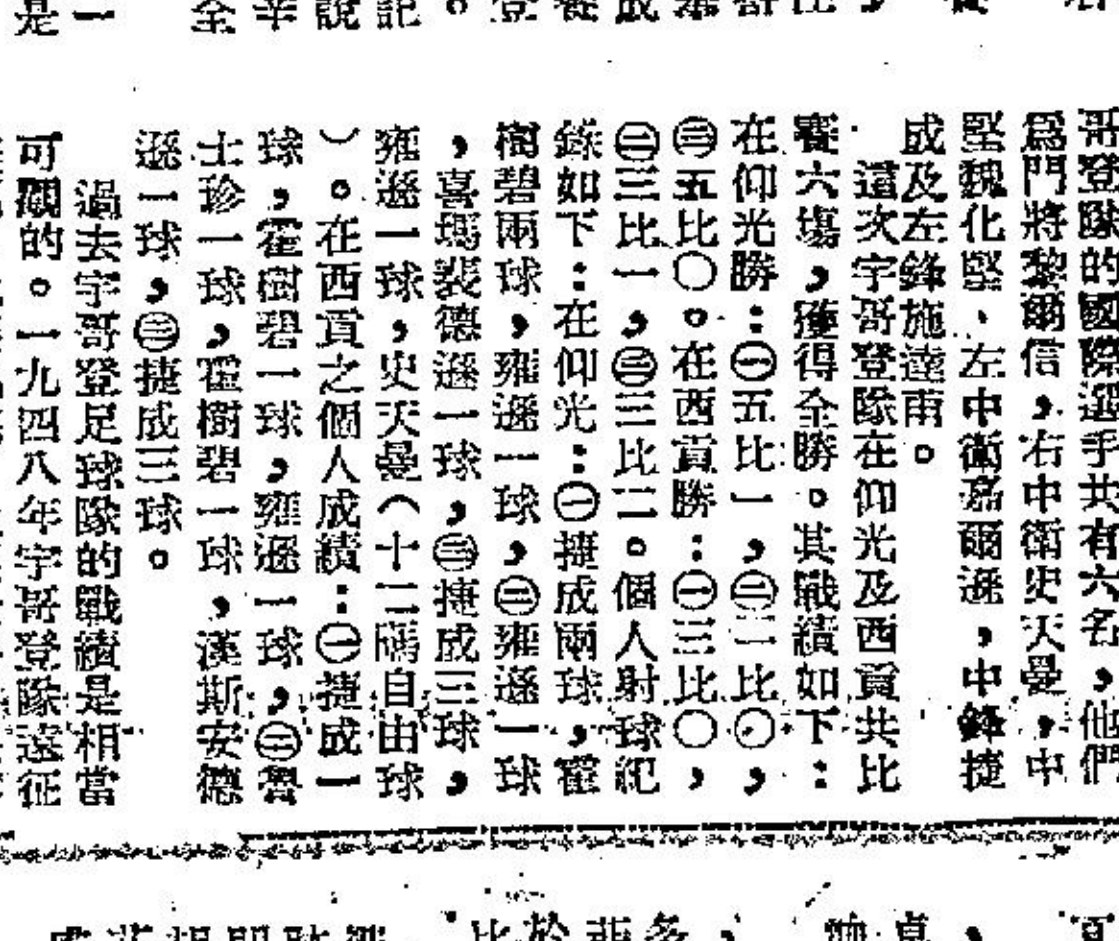 哥登隊的國際選手共有六名,他們
爲門將黎爾信,右中衛史天曼,中
堅魏化堅、左中衛嘉爾遜,中鋒捷
成及左鋒施達甫。
這次宇哥登隊在仰光及西貢共比
賽六場,獲得全勝。其戰績如下:
在仰光勝:㊀五比一,㊁二比〇,
㊂五比〇。在西貢勝:㊀三比〇,
㊁三比一,㊂三比二。個人射球紀
錄如下:在仰光:㊀捷成兩球,霍
樹碧兩球,雍遜一球,㊁雍遜一球
,喜瑪裴德遜一球,㊂捷成三球,
雍遜一球,史天曼(十二碼自由球
)。在西貢之個人成績:㊀捷成一
球,霍樹碧一球,雍遜一球,㊁魯
士珍一球,霍樹碧一球,漢斯安德
遜一球,㊂捷成三球。
過去宇哥登足球隊的戰績是相當
可觀的。一九四八年宇哥登隊遠征